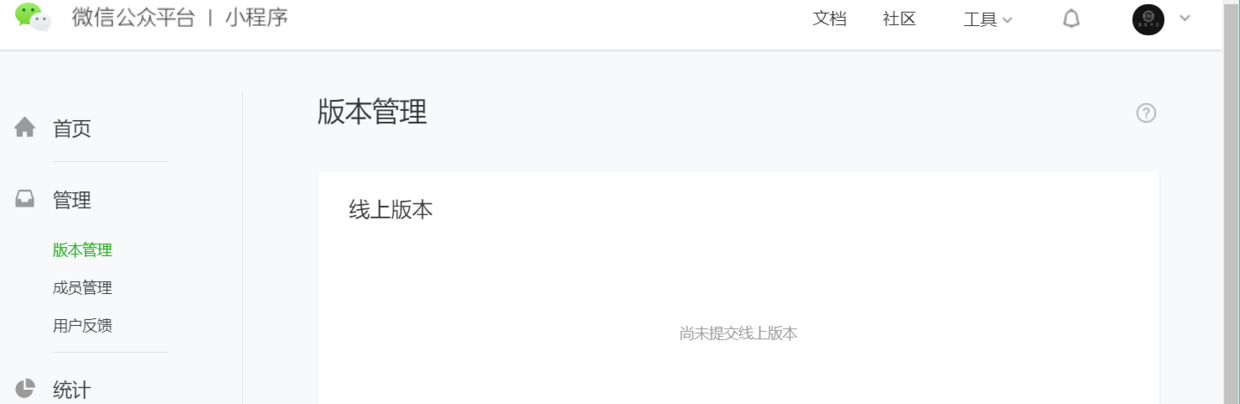 微信公众平台 | 小程序
文档 社区 工具
首页
管理
版本管理
成员管理
用户反馈
统计
版本管理
线上版本
尚未提交线上版本